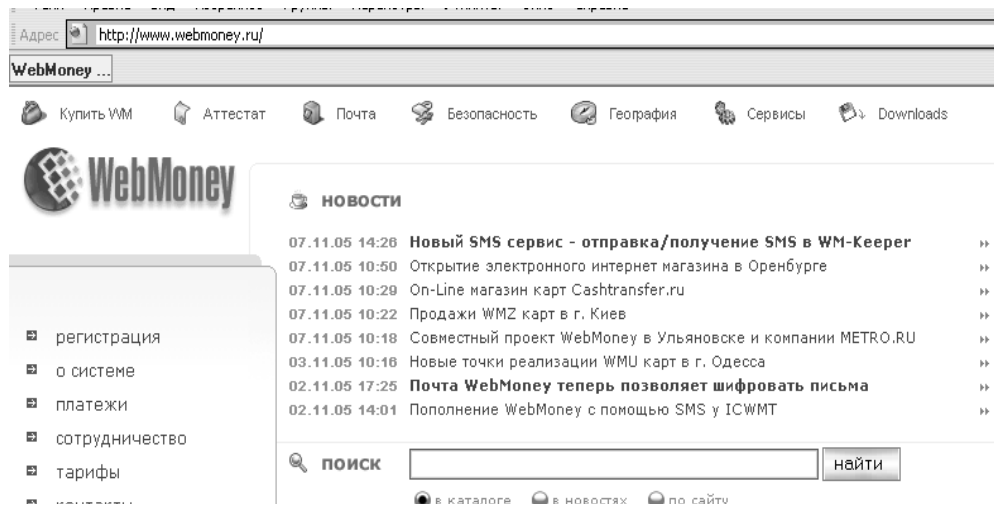 Адрес http://www.webmoney.ru/
WebMoney ...
Купить WM Аттестат Почта Безопасность География Сервисы Downloads
WebMoney
новости
07.11.05 14:26 Новый SMS сервис - отправка/получение SMS в WM-Keeper
07.11.05 10:50 Открытие электронного интернет магазина в Оренбурге
07.11.05 10:29 On-Line магазин карт Cashtransfer.ru
07.11.05 10:22 Продажи WMZ карт в г. Киев
07.11.05 10:18 Совместный проект WebMoney в Ульяновске и компании METRO.RU
03.11.05 10:16 Новые точки реализации WMU карт в г. Одесса
02.11.05 17:25 Почта WebMoney теперь позволяет шифровать письма
02.11.05 14:01 Пополнение WebMoney с помощью SMS у ICWMT
регистрация
о системе
платежи
сотрудничество
тарифы
поиск найти
в каталоге в новостях по сайту